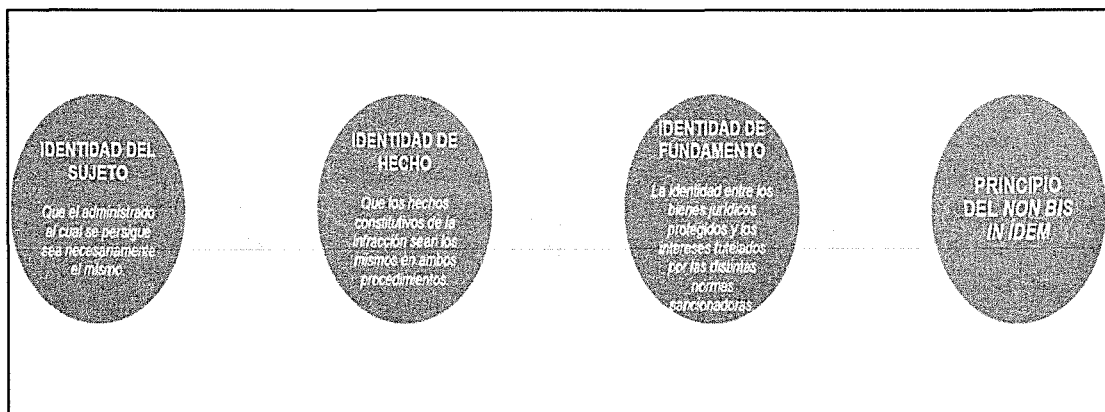 IDENTIDAD DEL
SUJETO
Que el administrado
al cual se persigue
sea necesariamente
el mismo
IDENTIDAD DE
HECHO
Que los hechos
constitutivos de la
infracción sean los
mismos en ambos
procedimientos.
IDENTIDAD DE
FUNDAMENTO
La identidad entre los
bienes jurídicos
protegidos y los
intereses tutelados
por las distintas
normas
sancionadoras.
PRINCIPIO
DEL NON BIS
IN IDEM